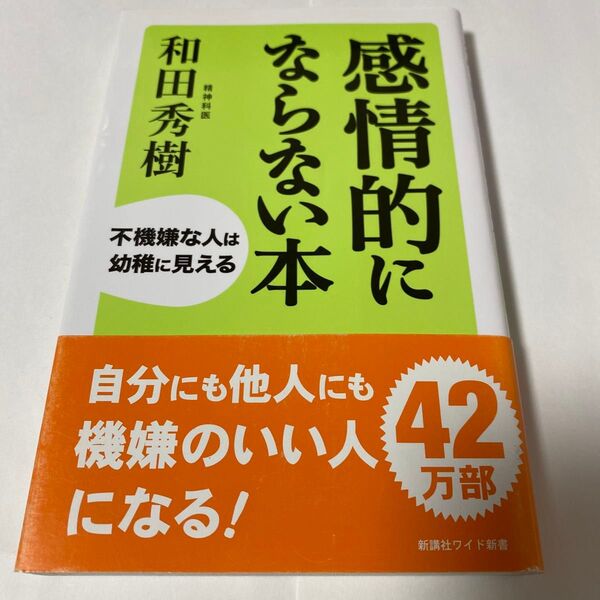 感情的に
ならない本
精神科医
和田秀樹
不機嫌な人は
幼稚に見える
自分にも他人にも
機嫌のいい人
になる!
42
万部
新講社ワイド新書